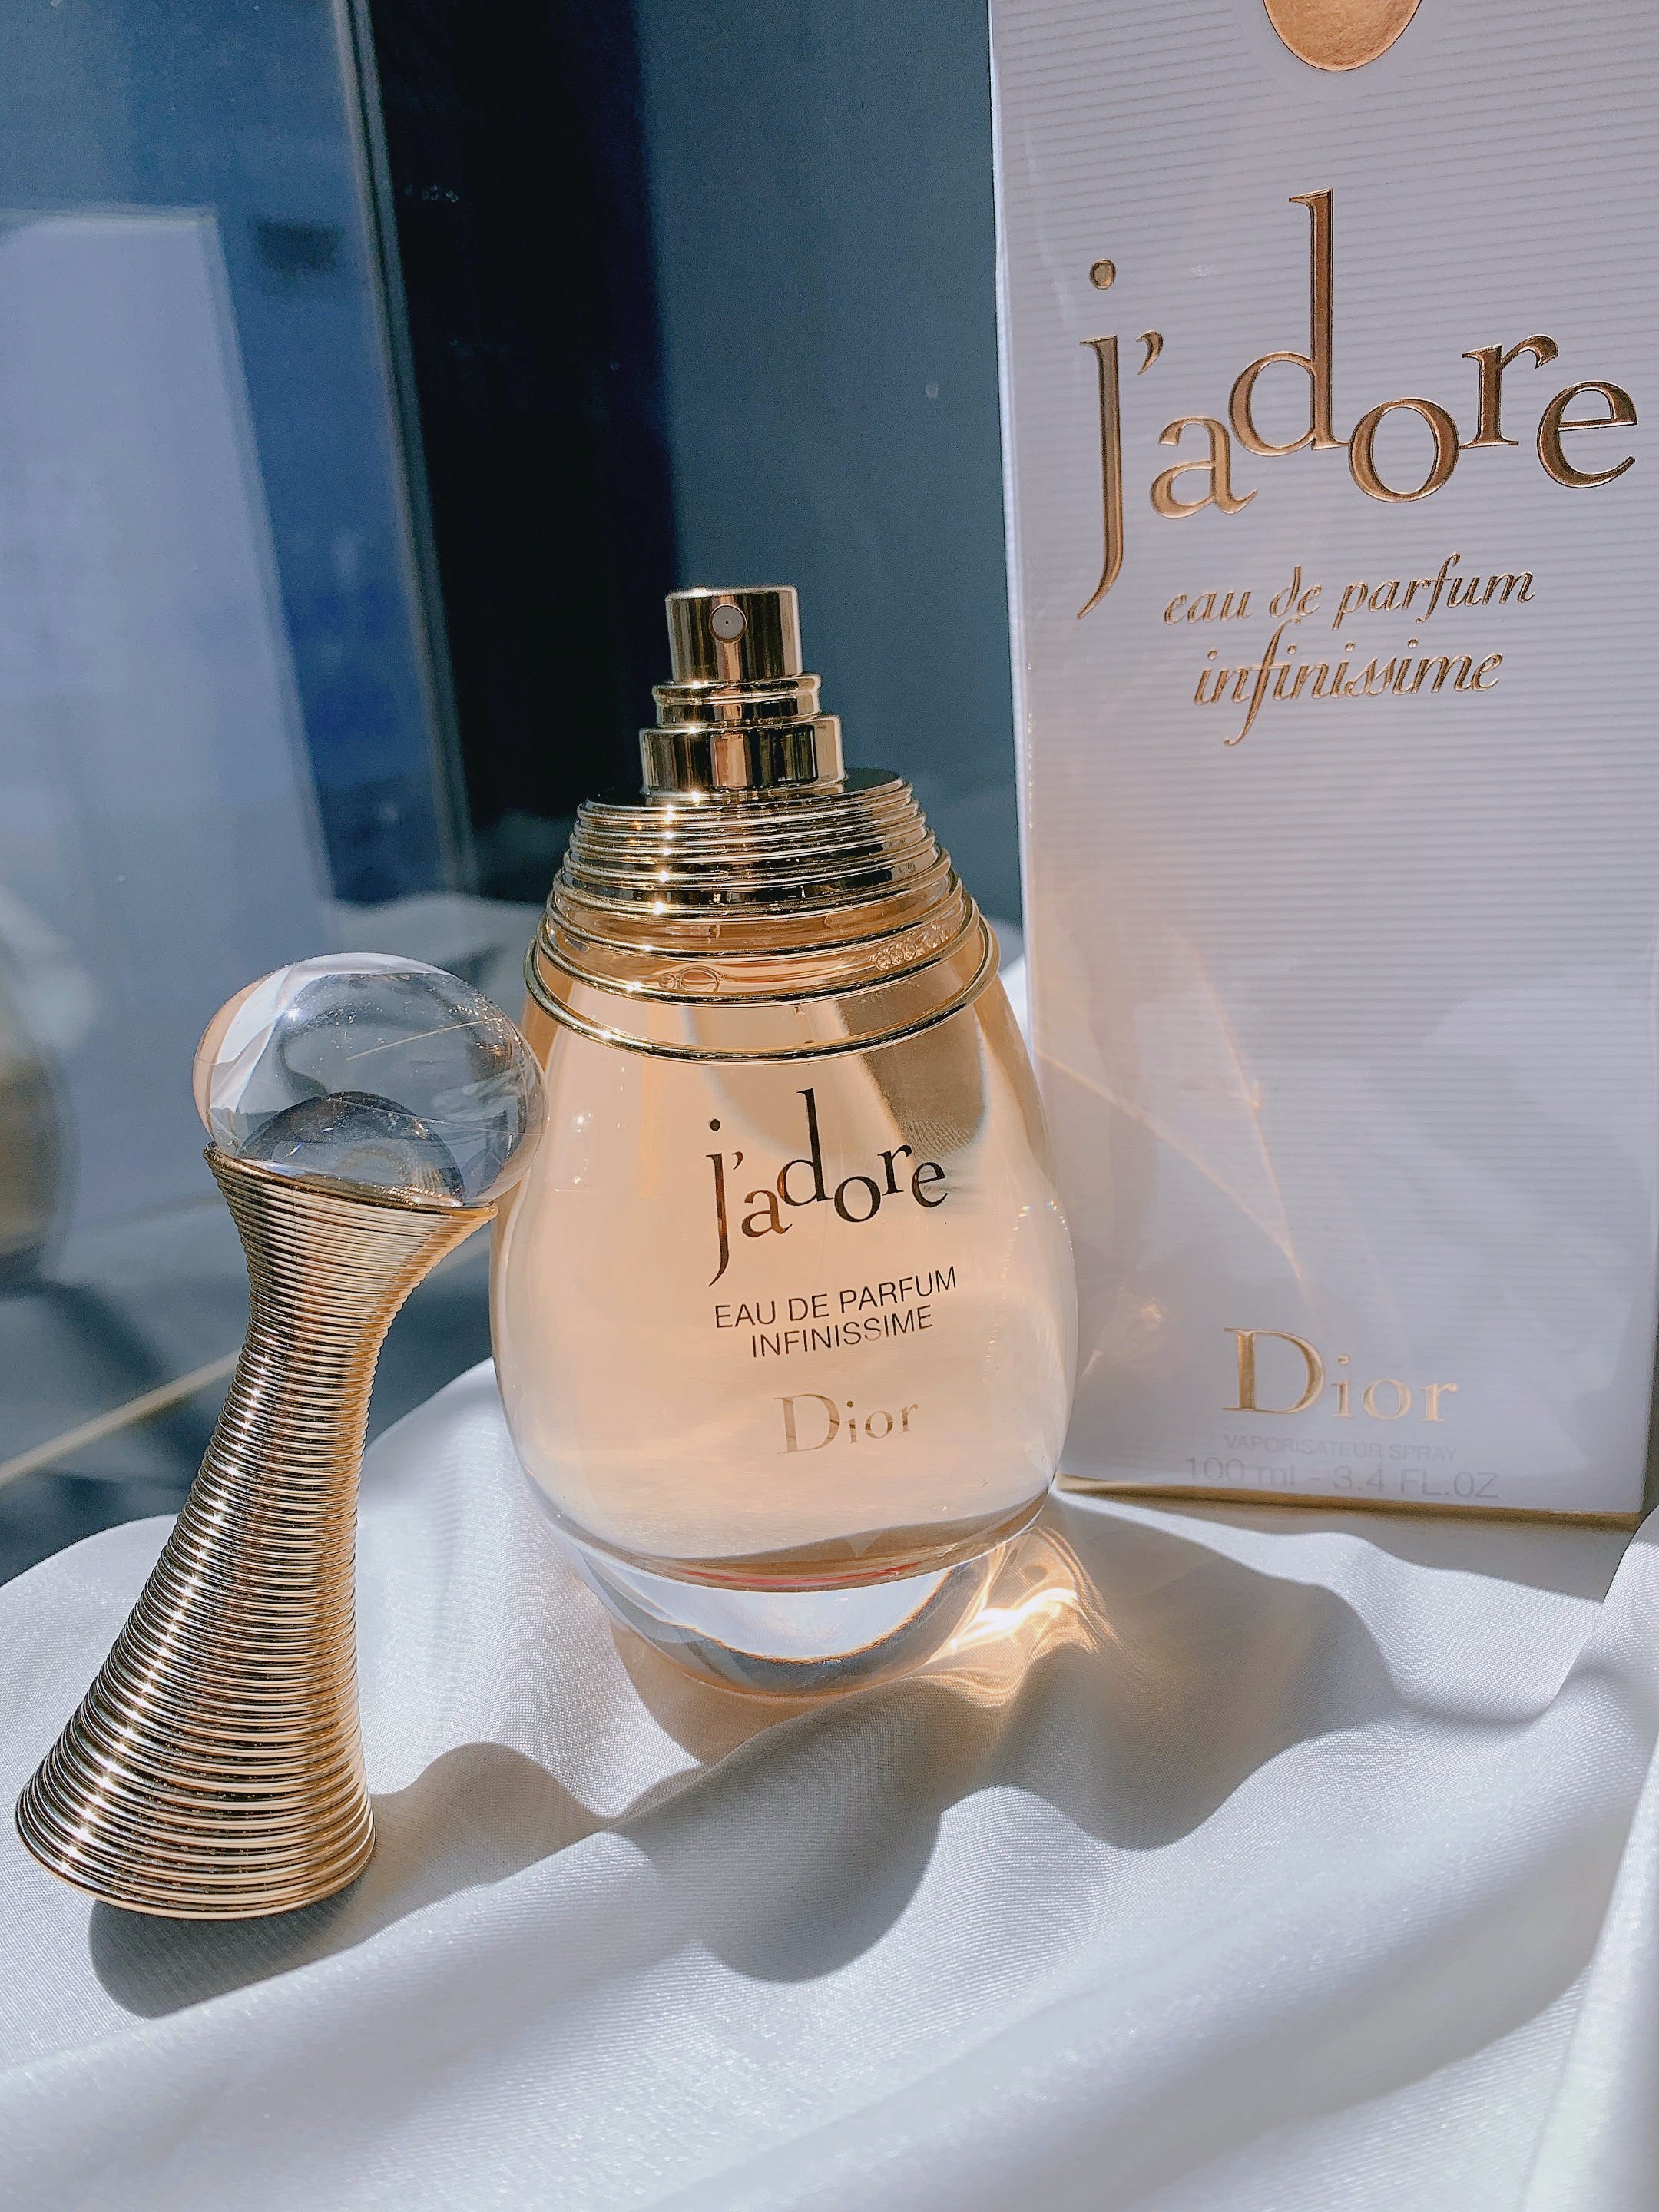 j'adore
EAU DE PARFUM
INFINISSIME
Dior
j'adore
eau de parfum
infinissime
Dior
VAPORISATEUR SPRAY
100 ml - 3.4 FL.OZ